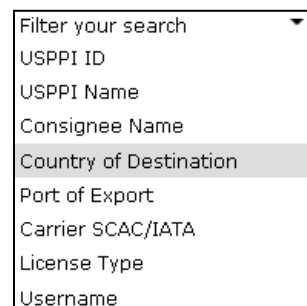 Filter your search
USPPI ID
USPPI Name
Consignee Name
Country of Destination
Port of Export
Carrier SCAC/IATA
License Type
Username